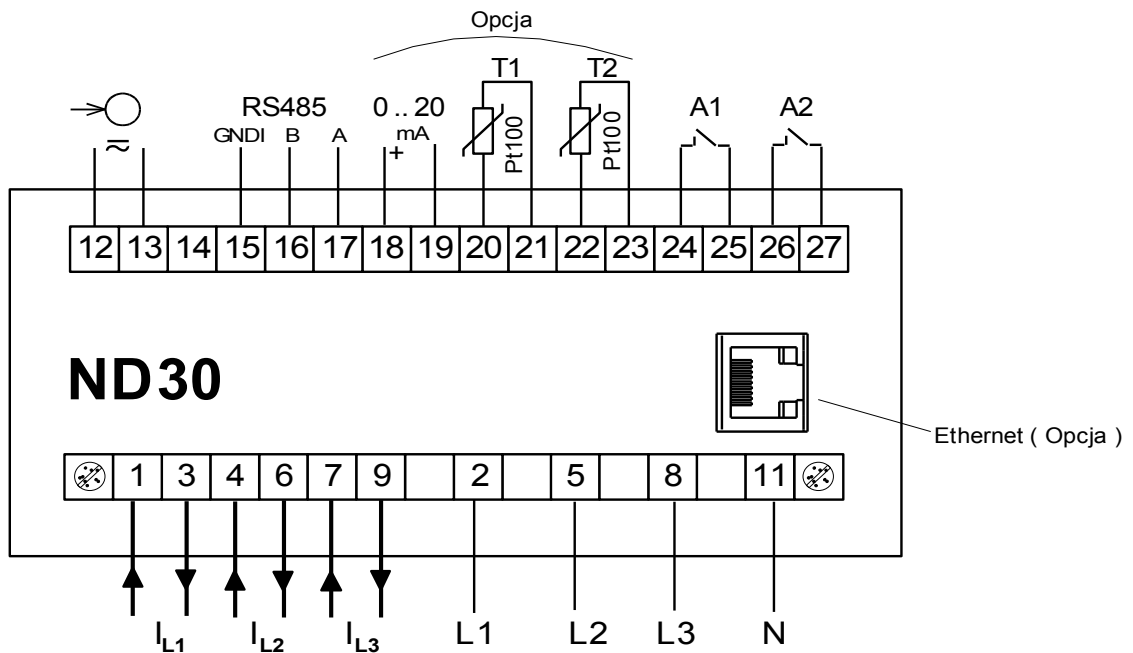 Opcja
T1 T2
RS485 0 .. 20 A1 A2
GNDI B A mA
+
Pt100 Pt100
12 13 14 15 16 17 18 19 20 21 22 23 24 25 26 27
ND30
Ethernet ( Opcja )
1 3 4 6 7 9 2 5 8 11
IL1 IL2 IL3 L1 L2 L3 N